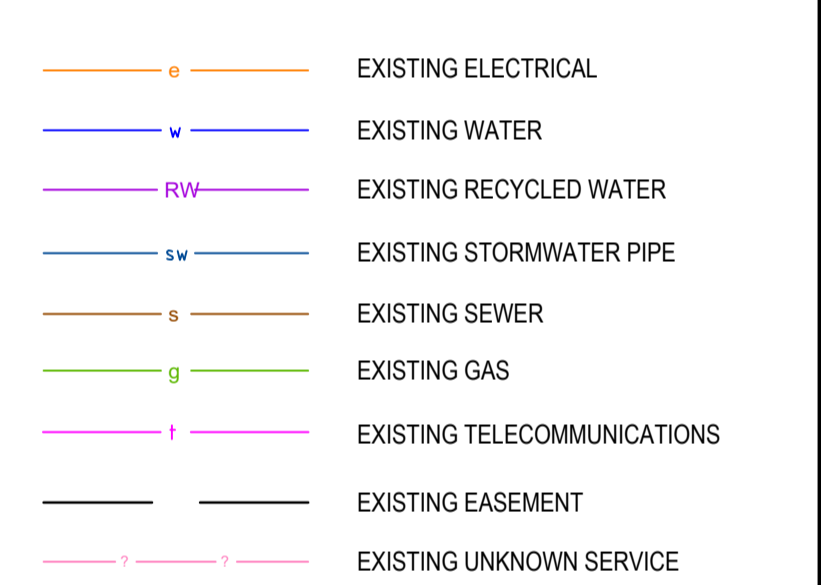 e EXISTING ELECTRICAL
w EXISTING WATER
RW EXISTING RECYCLED WATER
sw EXISTING STORMWATER PIPE
s EXISTING SEWER
g EXISTING GAS
t EXISTING TELECOMMUNICATIONS
EXISTING EASEMENT
? ? EXISTING UNKNOWN SERVICE